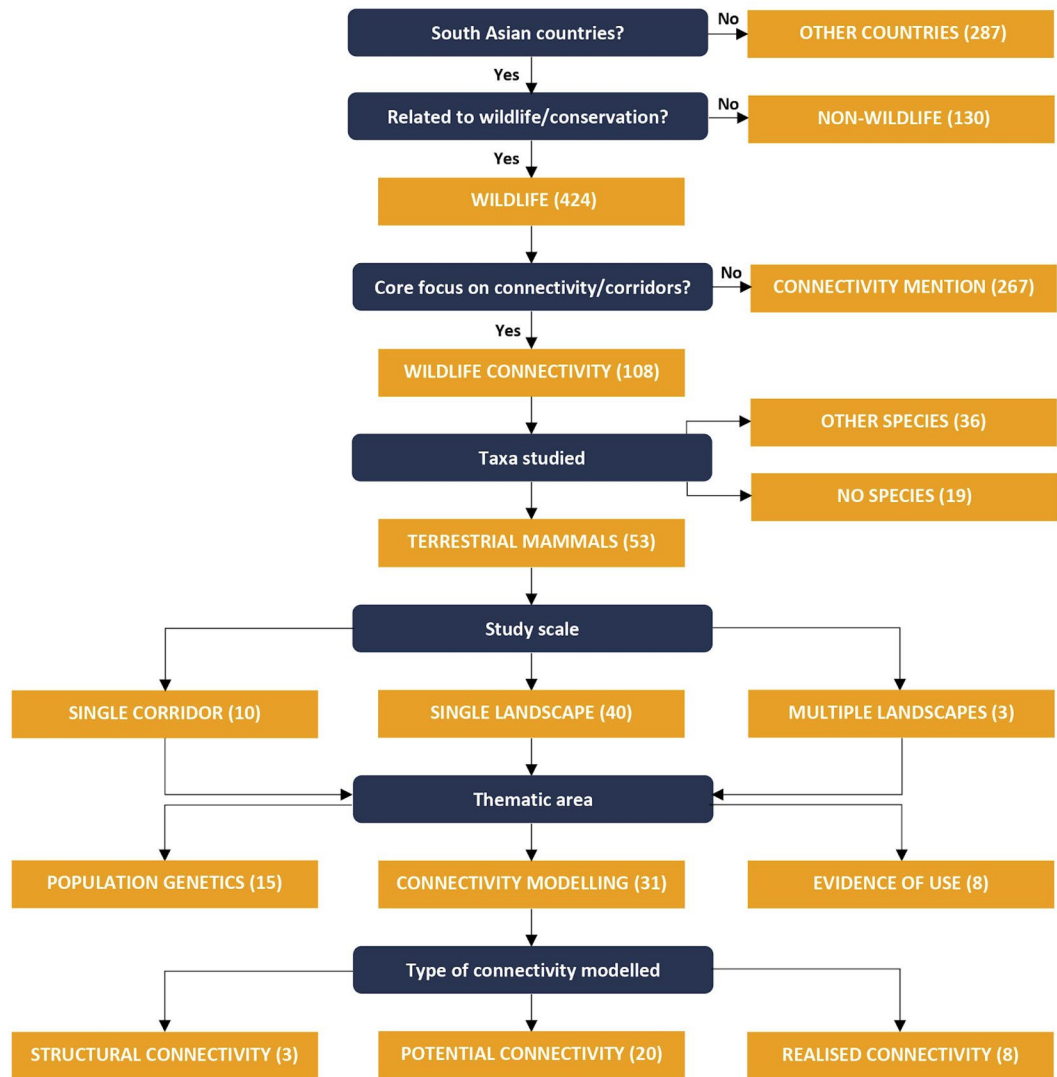 South Asian countries?
No
OTHER COUNTRIES (287)
Yes
Related to wildlife/conservation?
No
NON-WILDLIFE (130)
Yes
WILDLIFE (424)
Core focus on connectivity/corridors?
No
CONNECTIVITY MENTION (267)
Yes
WILDLIFE CONNECTIVITY (108)
OTHER SPECIES (36)
Taxa studied
NO SPECIES (19)
TERRESTRIAL MAMMALS (53)
Study scale
SINGLE CORRIDOR (10)
SINGLE LANDSCAPE (40)
MULTIPLE LANDSCAPES (3)
Thematic area
POPULATION GENETICS (15)
CONNECTIVITY MODELLING (31)
EVIDENCE OF USE (8)
Type of connectivity modelled
STRUCTURAL CONNECTIVITY (3)
POTENTIAL CONNECTIVITY (20)
REALISED CONNECTIVITY (8)